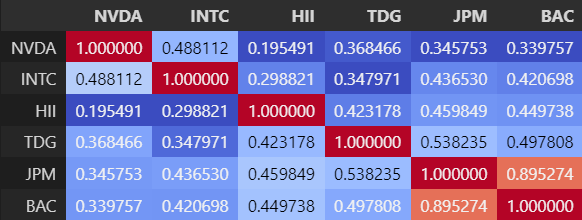 NVDA INTC HII TDG JPM BAC
NVDA 1.000000 0.488112 0.195491 0.368466 0.345753 0.339757
INTC 0.488112 1.000000 0.298821 0.347971 0.436530 0.420698
HII 0.195491 0.298821 1.000000 0.423178 0.459849 0.449738
TDG 0.368466 0.347971 0.423178 1.000000 0.538235 0.497808
JPM 0.345753 0.436530 0.459849 0.538235 1.000000 0.895274
BAC 0.339757 0.420698 0.449738 0.497808 0.895274 1.000000